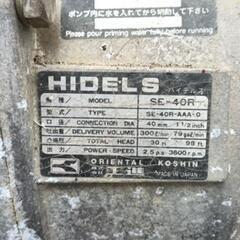 ポンプ内に水を入れてから始動して下さい
Please pour priming water fully before running
HIDELS
ハイデルス
機種 MODEL SE-40R
型式 TYPE SE-40R-AAA-0
口径 CONNECTION DIA 40 mm 1 1/2 inch
吐出量 DELIVERY VOLUME 300ℓ/min 79gal/min
全揚程 TOTAL HEAD 30 m 98 ft
出力 POWER-SPEED 2.5 p.s 3600 r.p.m
ORIENTAL KOSHIN
MADE IN JAPAN